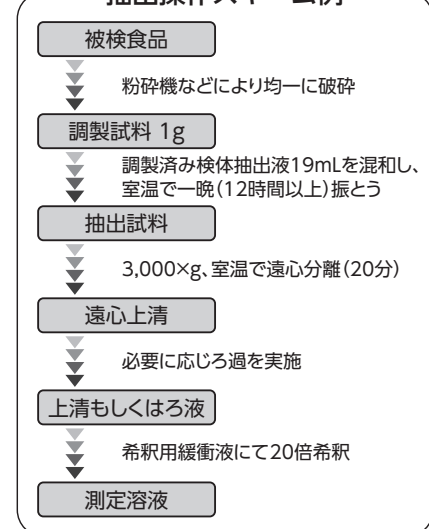 抽出操作スキーム例
被検食品
粉砕機などにより均一に破砕
調製試料 1g
調製済み検体抽出液19mLを混和し、
室温で一晩(12時間以上)振とう
抽出試料
3,000×g、室温で遠心分離(20分)
遠心上清
必要に応じろ過を実施
上清もしくはろ液
希釈用緩衝液にて20倍希釈
測定溶液